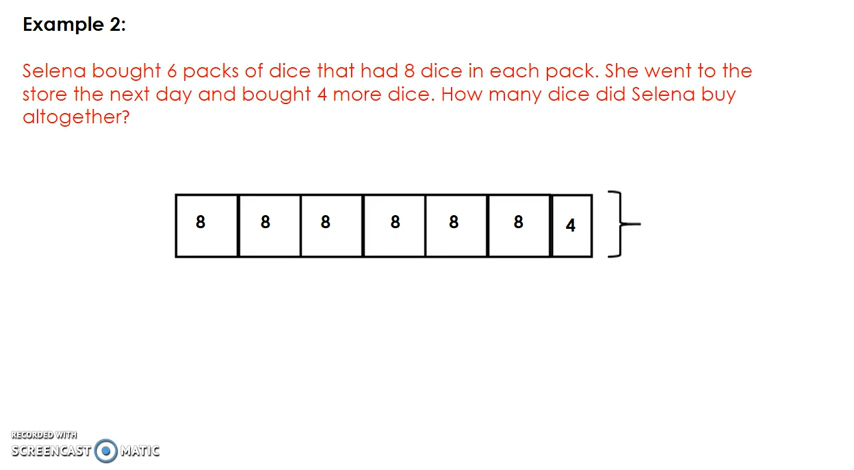 Example 2:
Selena bought 6 packs of dice that had 8 dice in each pack. She went to the
store the next day and bought 4 more dice. How many dice did Selena buy
altogether?
8 8 8 8 8 8 4
RECORDED WITH
SCREENCAST MATIC